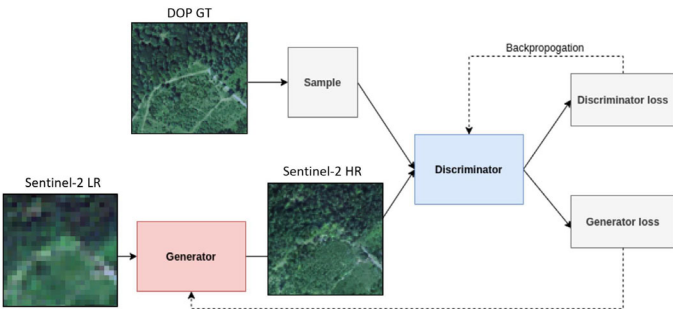 DOP GT
Backpropogation
Sample
Discriminator loss
Sentinel-2 HR
Discriminator
Sentinel-2 LR
Generator
Generator loss